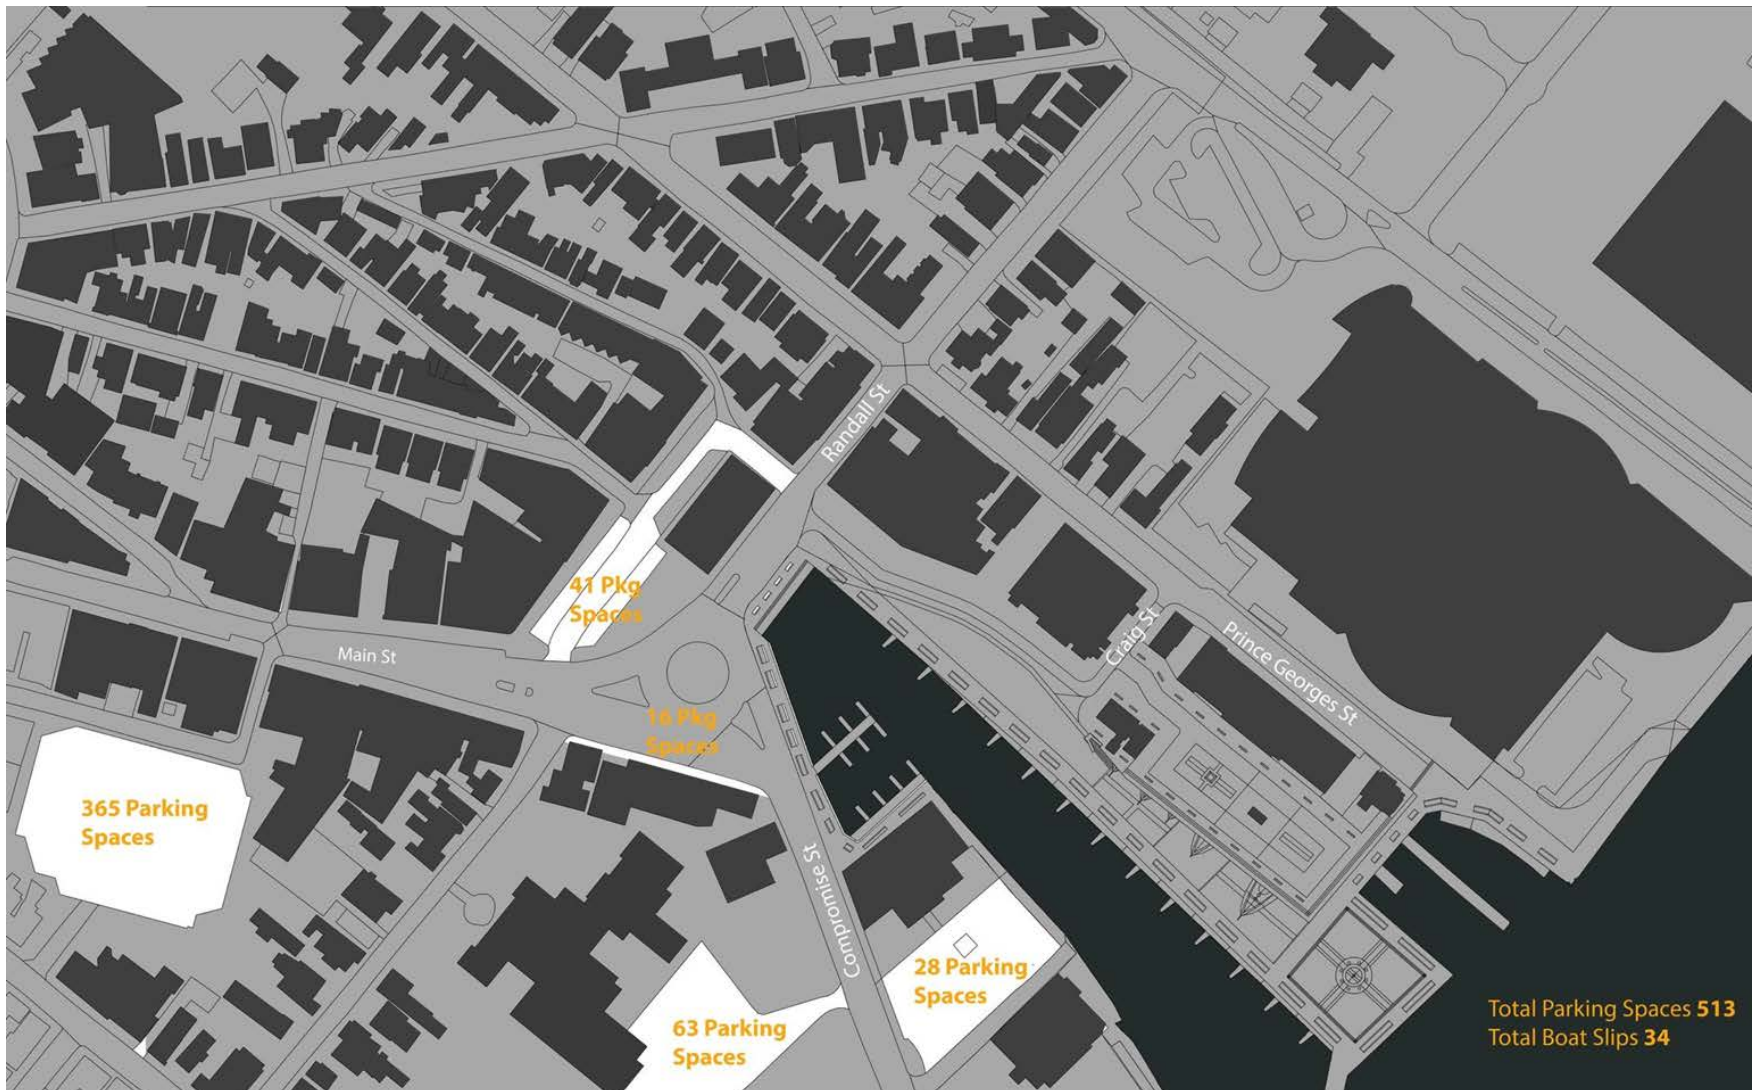 Randall St
41 Pkg
Spaces
Craig St
Prince Georges St
Main St
16 Pkg
Spaces
365 Parking
Spaces
Compromise St
28 Parking
Spaces
63 Parking
Spaces
Total Parking Spaces 513
Total Boat Slips 34